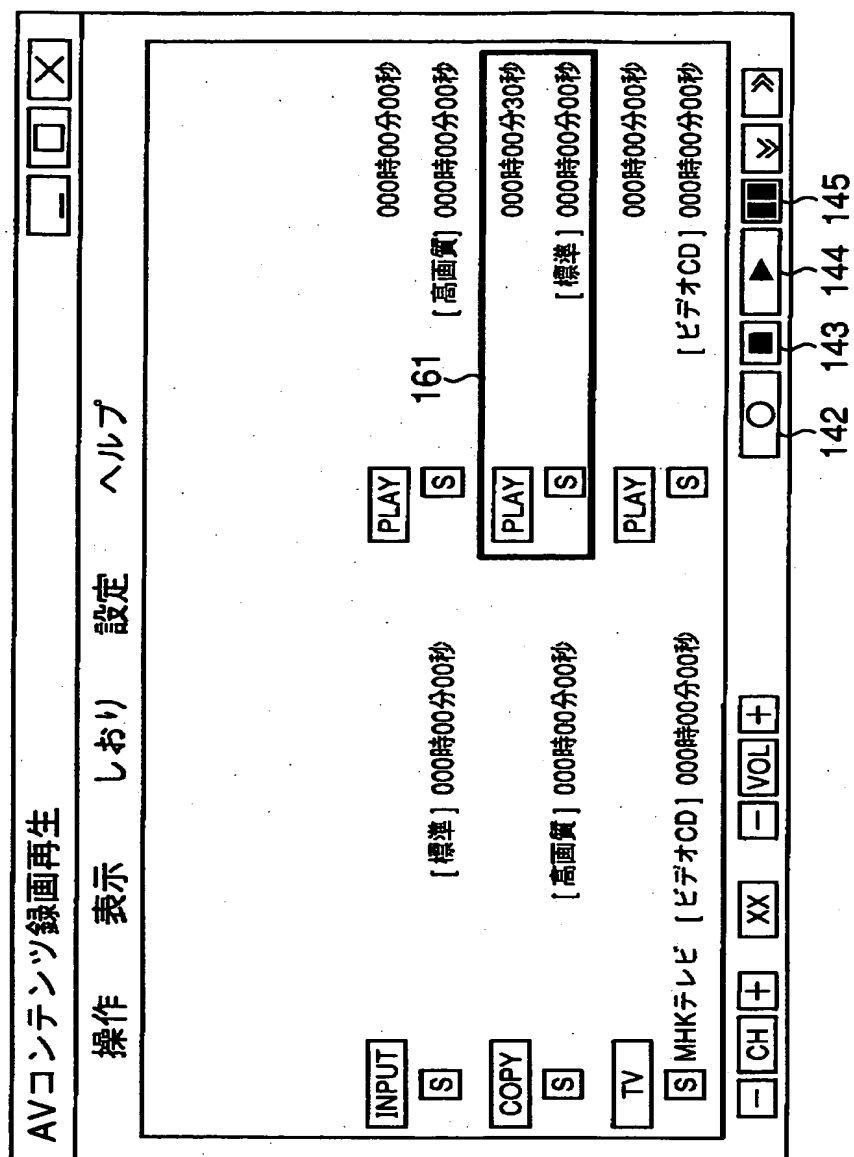 AVコンテンツ録画再生
操作 表示 しおり 設定 ヘルプ
INPUT
S [標準] 000時00分00秒
COPY
S [高画質] 000時00分00秒
TV
S MHKテレビ [ビデオCD] 000時00分00秒
161
PLAY 000時00分00秒
S [高画質] 000時00分00秒
PLAY 000時00分30秒
S [標準] 000時00分00秒
PLAY 000時00分00秒
S [ビデオCD] 000時00分00秒
− CH + XX − VOL +
142 143 144 145